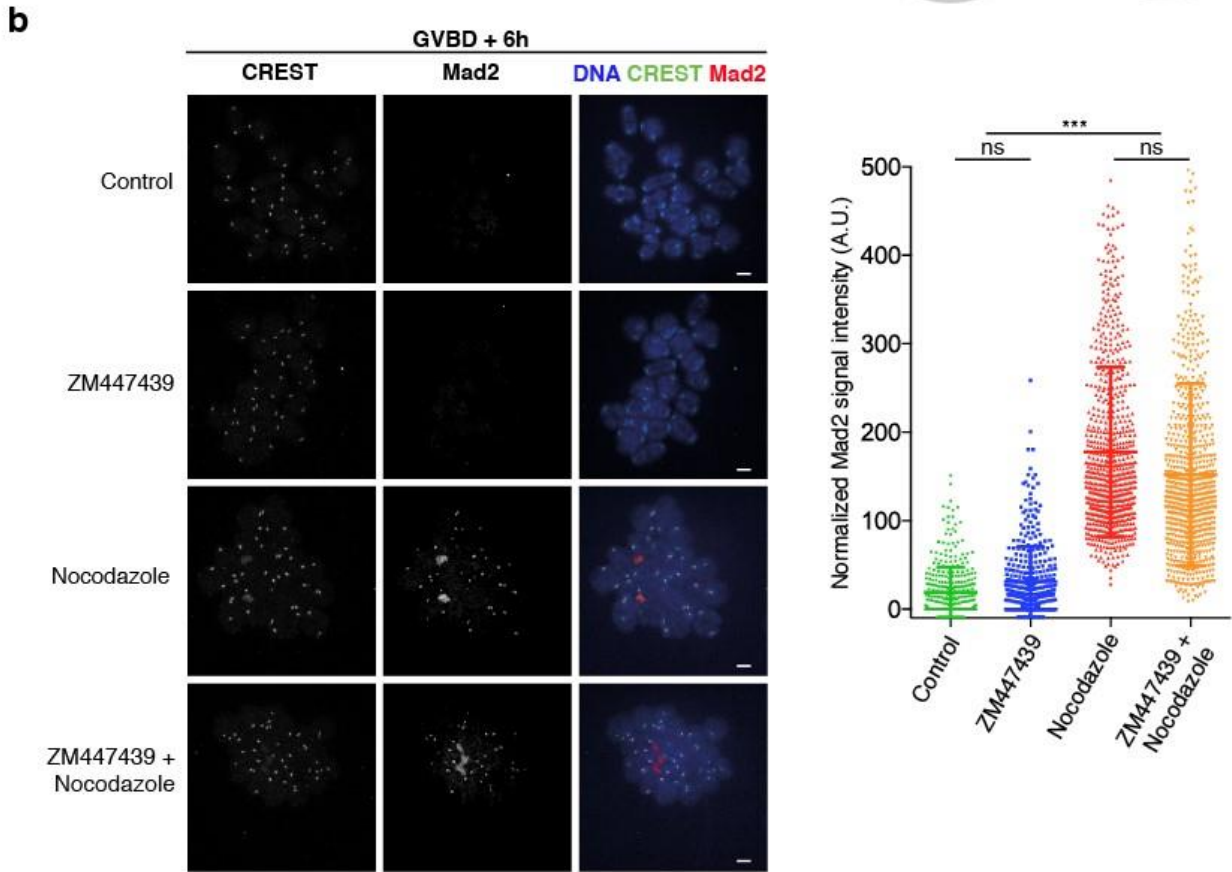 b
GVBD + 6h
CREST
Mad2
DNA CREST Mad2
Control
ZM447439
Nocodazole
ZM447439 +
Nocodazole
***
ns
ns
Normalized Mad2 signal intensity (A.U.)
500
400
300
200
100
0
Control
ZM447439
Nocodazole
ZM447439 +
Nocodazole